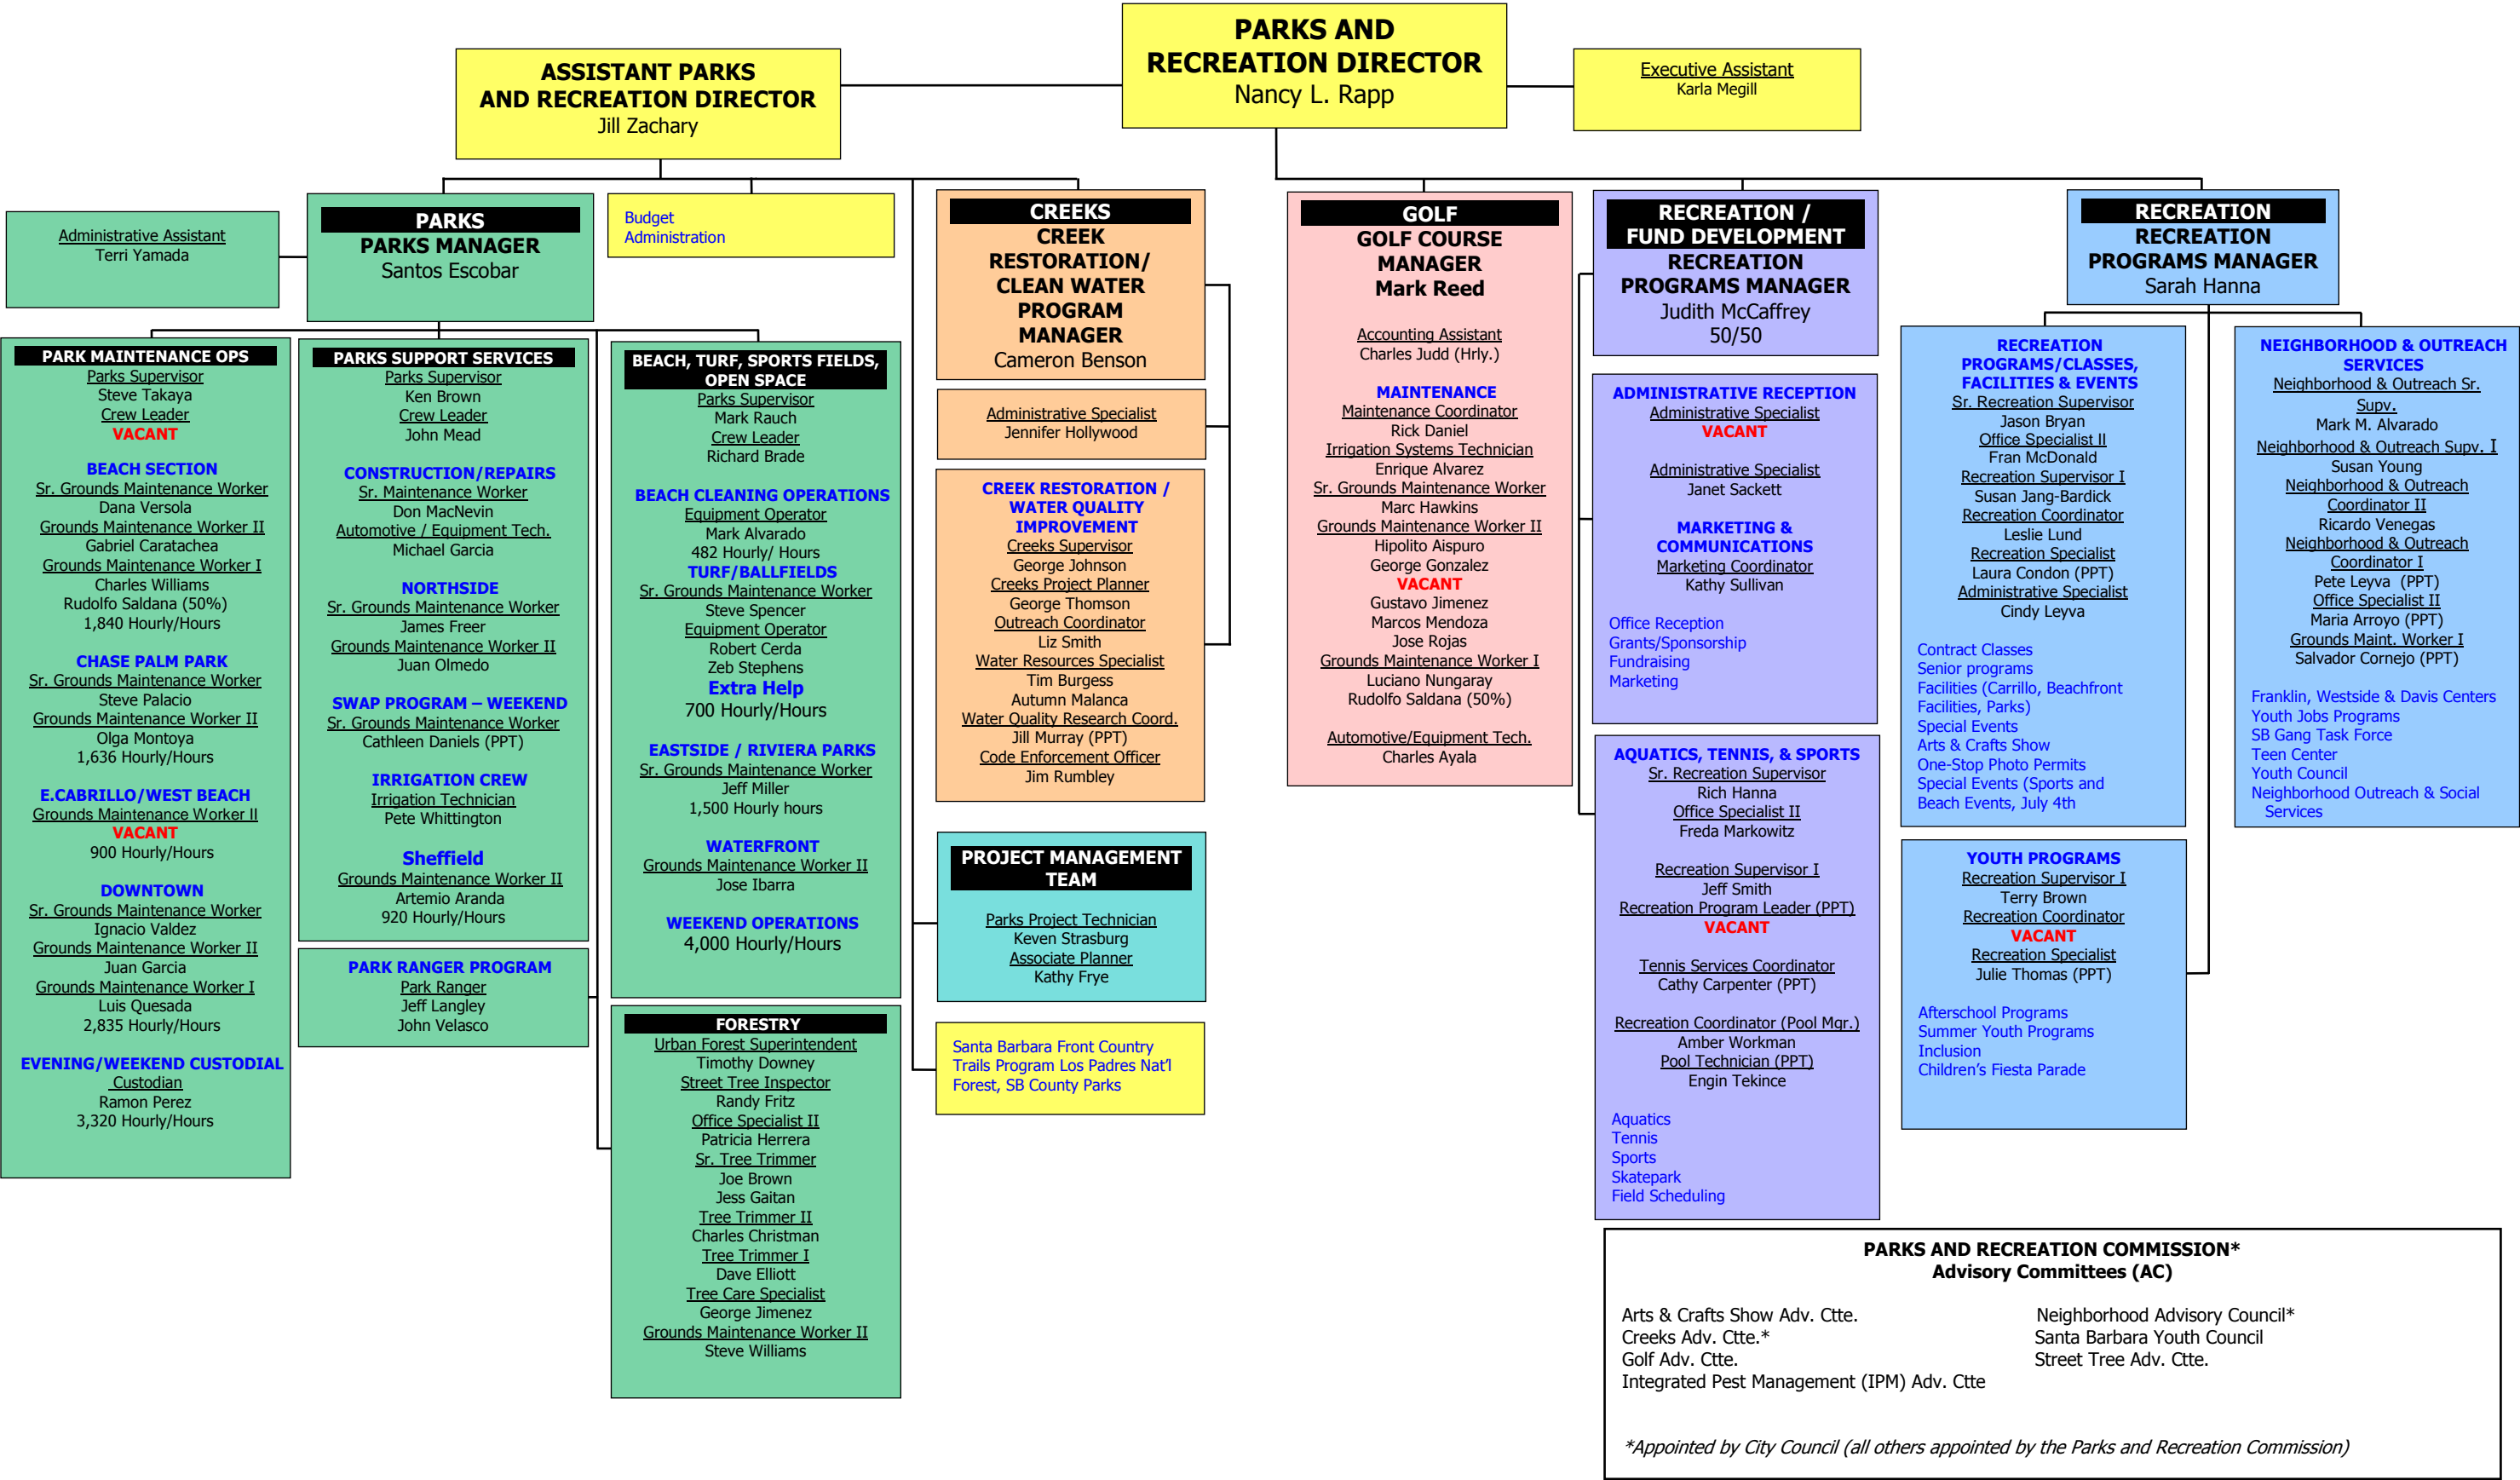 PARKS AND
RECREATION DIRECTOR
Nancy L. Rapp
ASSISTANT PARKS
AND RECREATION DIRECTOR
Jill Zachary
Executive Assistant
Karla Megill
Administrative Assistant
Terri Yamada
PARKS
PARKS MANAGER
Santos Escobar
Budget
Administration
CREEKS
CREEK
RESTORATION/
CLEAN WATER
PROGRAM
MANAGER
Cameron Benson
GOLF
GOLF COURSE
MANAGER
Mark Reed
Accounting Assistant
Charles Judd (Hrly.)
MAINTENANCE
Maintenance Coordinator
Rick Daniel
Irrigation Systems Technician
Enrique Alvarez
Sr. Grounds Maintenance Worker
Marc Hawkins
Grounds Maintenance Worker II
Hipolito Aispuro
George Gonzalez
VACANT
Gustavo Jimenez
Marcos Mendoza
Jose Rojas
Grounds Maintenance Worker I
Luciano Nungaray
Rudolfo Saldana (50%)
Automotive/Equipment Tech.
Charles Ayala
RECREATION /
FUND DEVELOPMENT
RECREATION
PROGRAMS MANAGER
Judith McCaffrey
50/50
RECREATION
RECREATION
PROGRAMS MANAGER
Sarah Hanna
PARK MAINTENANCE OPS
Parks Supervisor
Steve Takaya
Crew Leader
VACANT
BEACH SECTION
Sr. Grounds Maintenance Worker
Dana Versola
Grounds Maintenance Worker II
Gabriel Caratachea
Grounds Maintenance Worker I
Charles Williams
Rudolfo Saldana (50%)
1,840 Hourly/Hours
CHASE PALM PARK
Sr. Grounds Maintenance Worker
Steve Palacio
Grounds Maintenance Worker II
Olga Montoya
1,636 Hourly/Hours
E.CABRILLO/WEST BEACH
Grounds Maintenance Worker II
VACANT
900 Hourly/Hours
DOWNTOWN
Sr. Grounds Maintenance Worker
Ignacio Valdez
Grounds Maintenance Worker II
Juan Garcia
Grounds Maintenance Worker I
Luis Quesada
2,835 Hourly/Hours
EVENING/WEEKEND CUSTODIAL
Custodian
Ramon Perez
3,320 Hourly/Hours
PARKS SUPPORT SERVICES
Parks Supervisor
Ken Brown
Crew Leader
John Mead
CONSTRUCTION/REPAIRS
Sr. Maintenance Worker
Don MacNevin
Automotive / Equipment Tech.
Michael Garcia
NORTHSIDE
Sr. Grounds Maintenance Worker
James Freer
Grounds Maintenance Worker II
Juan Olmedo
SWAP PROGRAM – WEEKEND
Sr. Grounds Maintenance Worker
Cathleen Daniels (PPT)
IRRIGATION CREW
Irrigation Technician
Pete Whittington
Sheffield
Grounds Maintenance Worker II
Artemio Aranda
920 Hourly/Hours
PARK RANGER PROGRAM
Park Ranger
Jeff Langley
John Velasco
BEACH, TURF, SPORTS FIELDS,
OPEN SPACE
Parks Supervisor
Mark Rauch
Crew Leader
Richard Brade
BEACH CLEANING OPERATIONS
Equipment Operator
Mark Alvarado
482 Hourly/ Hours
TURF/BALLFIELDS
Sr. Grounds Maintenance Worker
Steve Spencer
Equipment Operator
Robert Cerda
Zeb Stephens
Extra Help
700 Hourly/Hours
EASTSIDE / RIVIERA PARKS
Sr. Grounds Maintenance Worker
Jeff Miller
1,500 Hourly hours
WATERFRONT
Grounds Maintenance Worker II
Jose Ibarra
WEEKEND OPERATIONS
4,000 Hourly/Hours
FORESTRY
Urban Forest Superintendent
Timothy Downey
Street Tree Inspector
Randy Fritz
Office Specialist II
Patricia Herrera
Sr. Tree Trimmer
Joe Brown
Jess Gaitan
Tree Trimmer II
Charles Christman
Tree Trimmer I
Dave Elliott
Tree Care Specialist
George Jimenez
Grounds Maintenance Worker II
Steve Williams
Administrative Specialist
Jennifer Hollywood
CREEK RESTORATION /
WATER QUALITY
IMPROVEMENT
Creeks Supervisor
George Johnson
Creeks Project Planner
George Thomson
Outreach Coordinator
Liz Smith
Water Resources Specialist
Tim Burgess
Autumn Malanca
Water Quality Research Coord.
Jill Murray (PPT)
Code Enforcement Officer
Jim Rumbley
PROJECT MANAGEMENT
TEAM
Parks Project Technician
Keven Strasburg
Associate Planner
Kathy Frye
Santa Barbara Front Country
Trails Program Los Padres Nat’l
Forest, SB County Parks
ADMINISTRATIVE RECEPTION
Administrative Specialist
VACANT
Administrative Specialist
Janet Sackett
MARKETING &
COMMUNICATIONS
Marketing Coordinator
Kathy Sullivan
Office Reception
Grants/Sponsorship
Fundraising
Marketing
AQUATICS, TENNIS, & SPORTS
Sr. Recreation Supervisor
Rich Hanna
Office Specialist II
Freda Markowitz
Recreation Supervisor I
Jeff Smith
Recreation Program Leader (PPT)
VACANT
Tennis Services Coordinator
Cathy Carpenter (PPT)
Recreation Coordinator (Pool Mgr.)
Amber Workman
Pool Technician (PPT)
Engin Tekince
Aquatics
Tennis
Sports
Skatepark
Field Scheduling
RECREATION
PROGRAMS/CLASSES,
FACILITIES & EVENTS
Sr. Recreation Supervisor
Jason Bryan
Office Specialist II
Fran McDonald
Recreation Supervisor I
Susan Jang-Bardick
Recreation Coordinator
Leslie Lund
Recreation Specialist
Laura Condon (PPT)
Administrative Specialist
Cindy Leyva
Contract Classes
Senior programs
Facilities (Carrillo, Beachfront
Facilities, Parks)
Special Events
Arts & Crafts Show
One-Stop Photo Permits
Special Events (Sports and
Beach Events, July 4th
YOUTH PROGRAMS
Recreation Supervisor I
Terry Brown
Recreation Coordinator
VACANT
Recreation Specialist
Julie Thomas (PPT)
Afterschool Programs
Summer Youth Programs
Inclusion
Children’s Fiesta Parade
NEIGHBORHOOD & OUTREACH
SERVICES
Neighborhood & Outreach Sr.
Supv.
Mark M. Alvarado
Neighborhood & Outreach Supv. I
Susan Young
Neighborhood & Outreach
Coordinator II
Ricardo Venegas
Neighborhood & Outreach
Coordinator I
Pete Leyva (PPT)
Office Specialist II
Maria Arroyo (PPT)
Grounds Maint. Worker I
Salvador Cornejo (PPT)
Franklin, Westside & Davis Centers
Youth Jobs Programs
SB Gang Task Force
Teen Center
Youth Council
Neighborhood Outreach & Social
Services
PARKS AND RECREATION COMMISSION*
Advisory Committees (AC)
Arts & Crafts Show Adv. Ctte.
Creeks Adv. Ctte.*
Golf Adv. Ctte.
Integrated Pest Management (IPM) Adv. Ctte
Neighborhood Advisory Council*
Santa Barbara Youth Council
Street Tree Adv. Ctte.
*Appointed by City Council (all others appointed by the Parks and Recreation Commission)